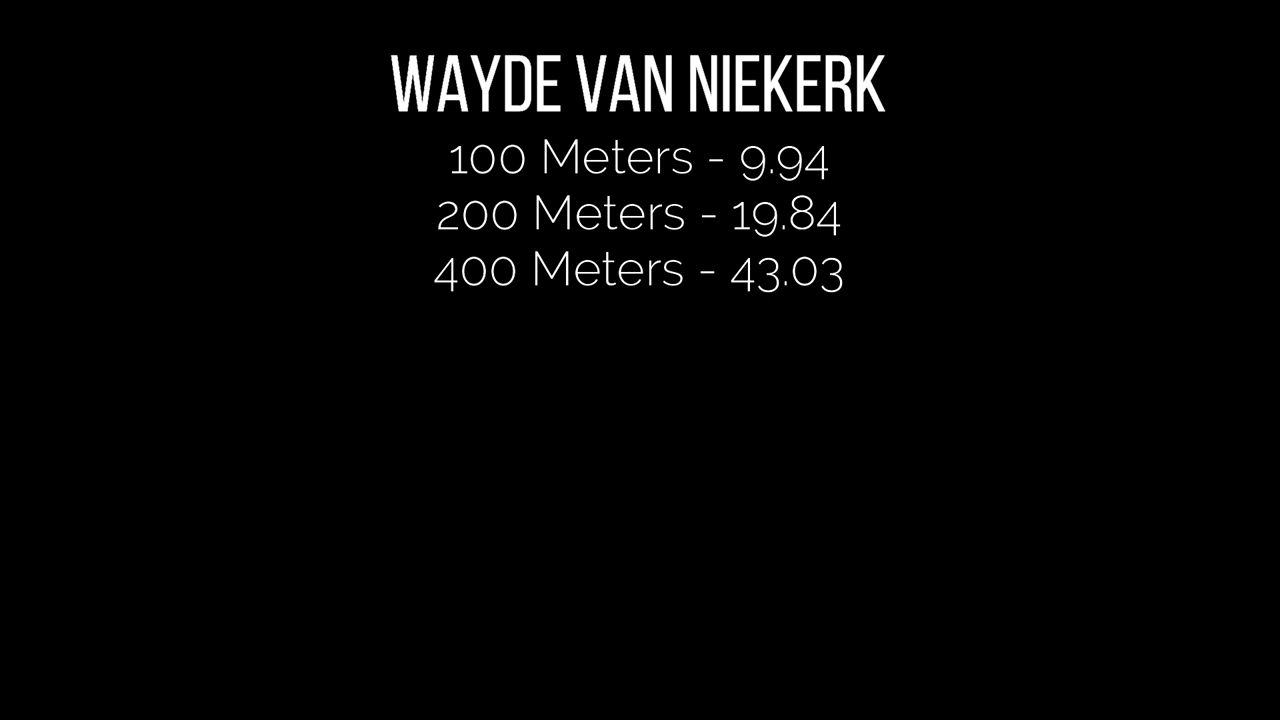 WAYDE VAN NIEKERK
100 Meters - 9.94
200 Meters - 19.84
400 Meters - 43.03